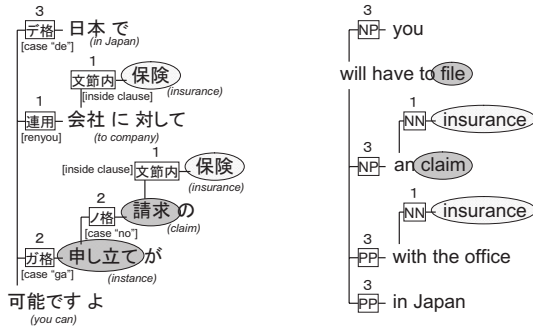 3
デ格 日本 で
[case "de"] (in Japan)
1
文節内 保険
[inside clause] (insurance)
1
連用 会社 に 対して
[renyou] (to company)
1
[inside clause] 文節内 保険
(insurance)
2
ノ格 請求 の
[case "no"] (claim)
2
ガ格 申し立て が
[case "ga"] (instance)
可能です よ
(you can)
3
NP you
will have to file
1
NN insurance
3
NP an claim
1
NN insurance
3
PP with the office
3
PP in Japan